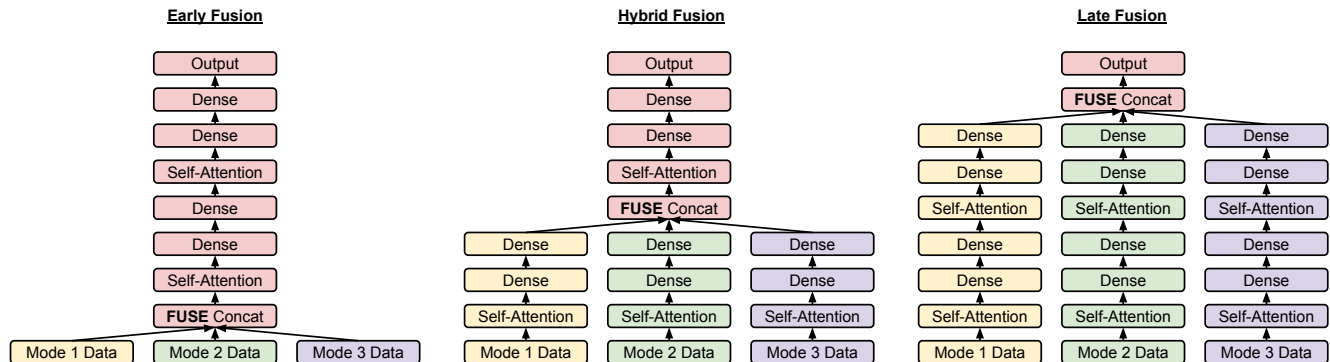 Early Fusion
Output
Dense
Dense
Self-Attention
Dense
Dense
Self-Attention
FUSE Concat
Mode 1 Data Mode 2 Data Mode 3 Data
Hybrid Fusion
Output
Dense
Dense
Self-Attention
FUSE Concat
Dense Dense Dense
Dense Dense Dense
Self-Attention Self-Attention Self-Attention
Mode 1 Data Mode 2 Data Mode 3 Data
Late Fusion
Output
FUSE Concat
Dense Dense Dense
Dense Dense Dense
Self-Attention Self-Attention Self-Attention
Dense Dense Dense
Dense Dense Dense
Self-Attention Self-Attention Self-Attention
Mode 1 Data Mode 2 Data Mode 3 Data